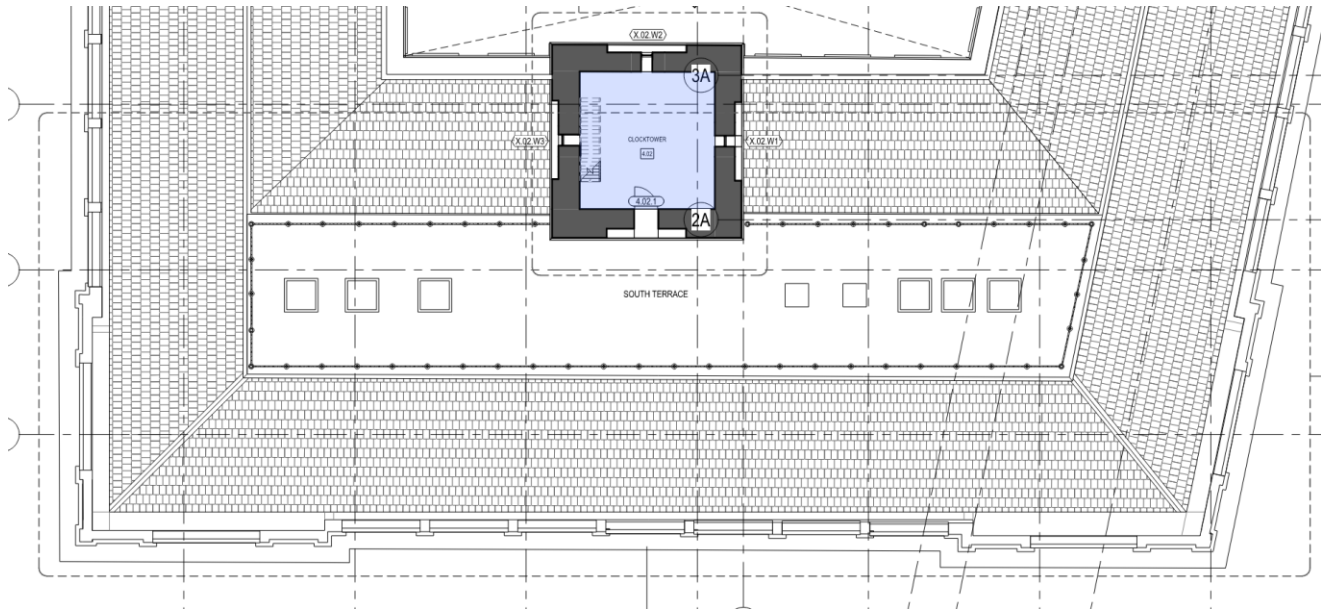 X.02.W2
3A
X.02.W3
CLOCKTOWER
X.02.W1
4.02
4.02.1
2A
SOUTH TERRACE